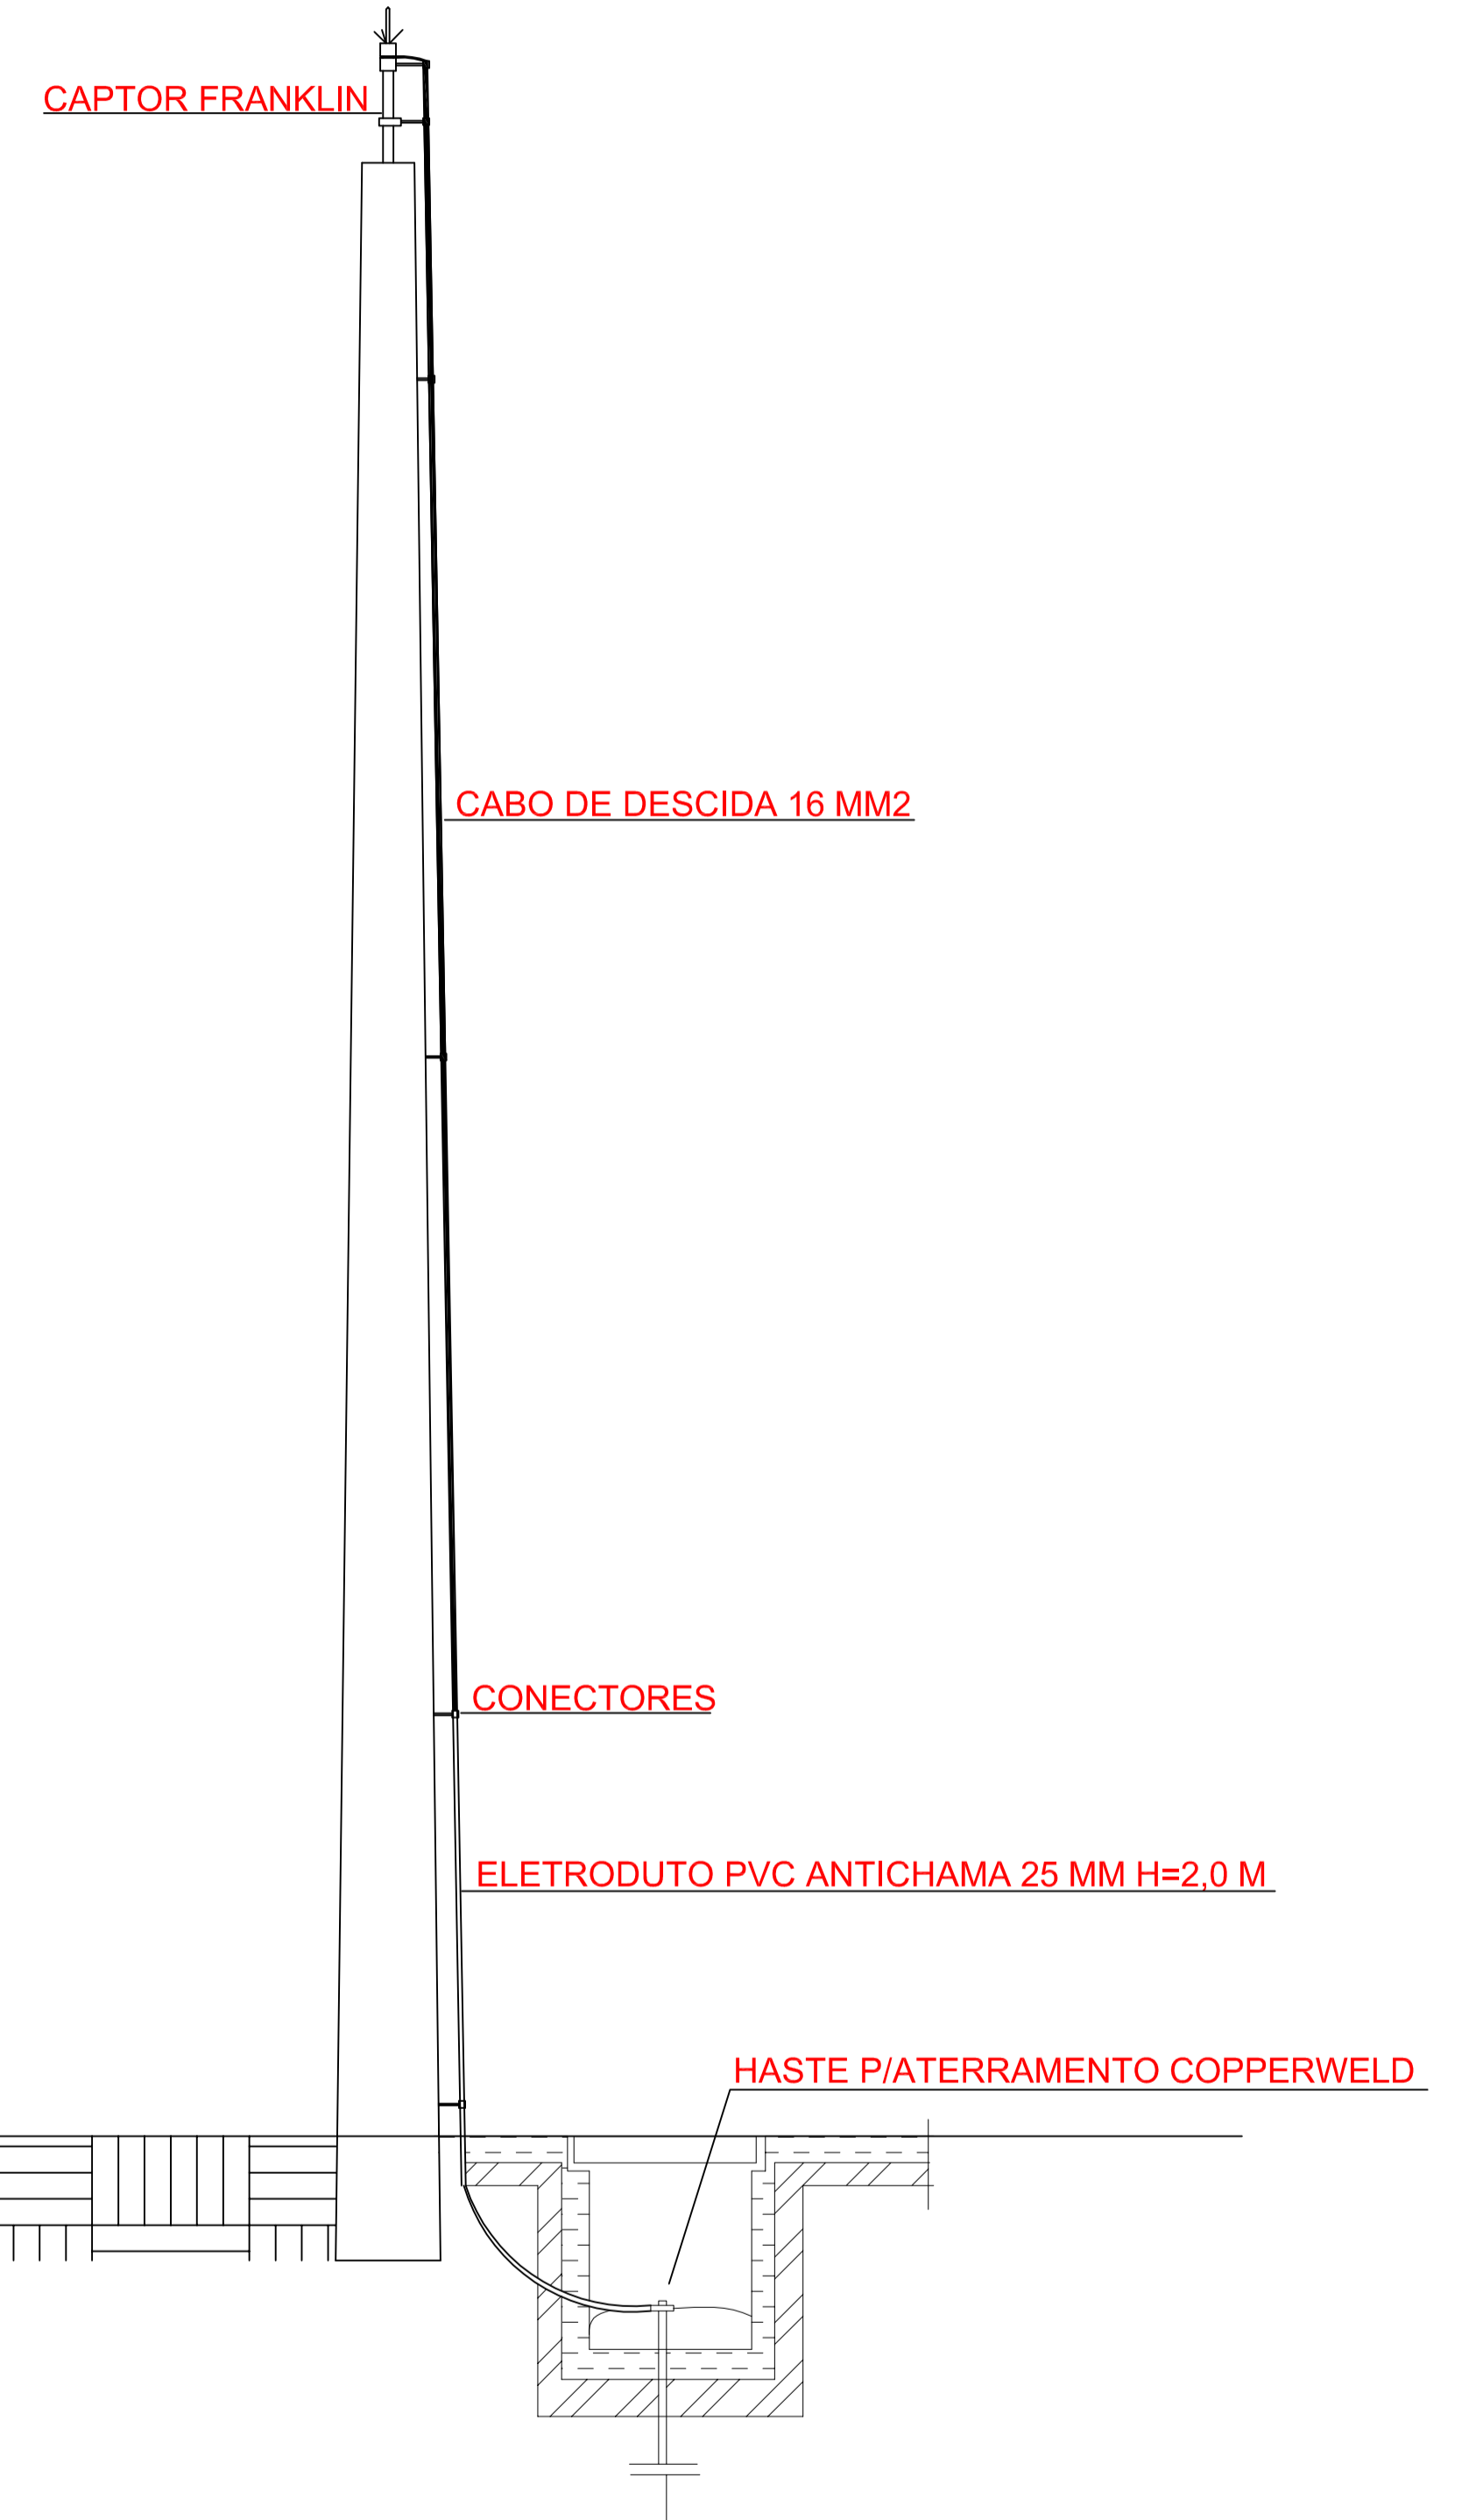 CAPTOR FRANKLIN
CABO DE DESCIDA 16 MM2
CONECTORES
ELETRODUTO PVC ANTICHAMA 25 MM H=2,0 M
HASTE P/ATERRAMENTO COPPERWELD